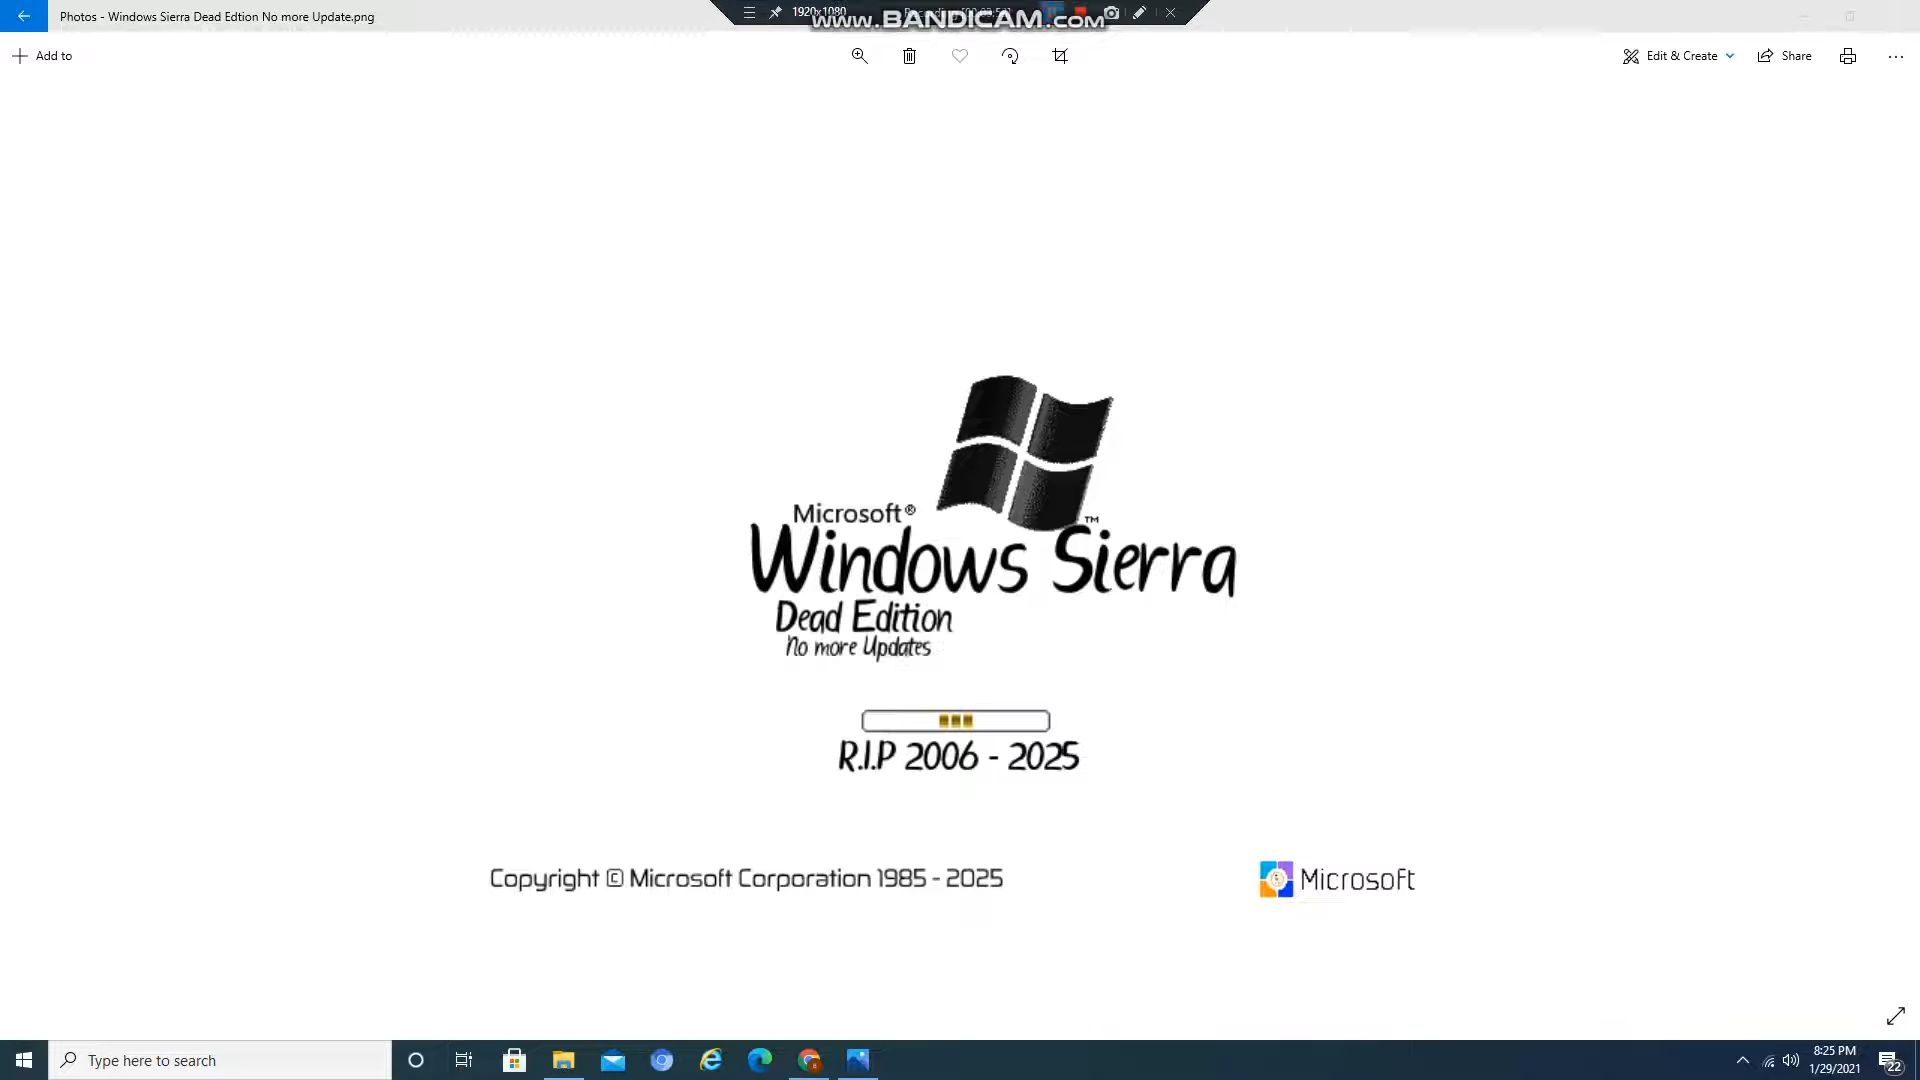 Photos - Windows Sierra Dead Edtion No more Update.png
1920x1080
www.BANDICAM.com
Add to
Edit & Create
Share
Microsoft®
Windows Sierra™
Dead Edition
No more Updates
R.I.P 2006 - 2025
Copyright © Microsoft Corporation 1985 - 2025
Microsoft
Type here to search
8:25 PM
1/29/2021
22